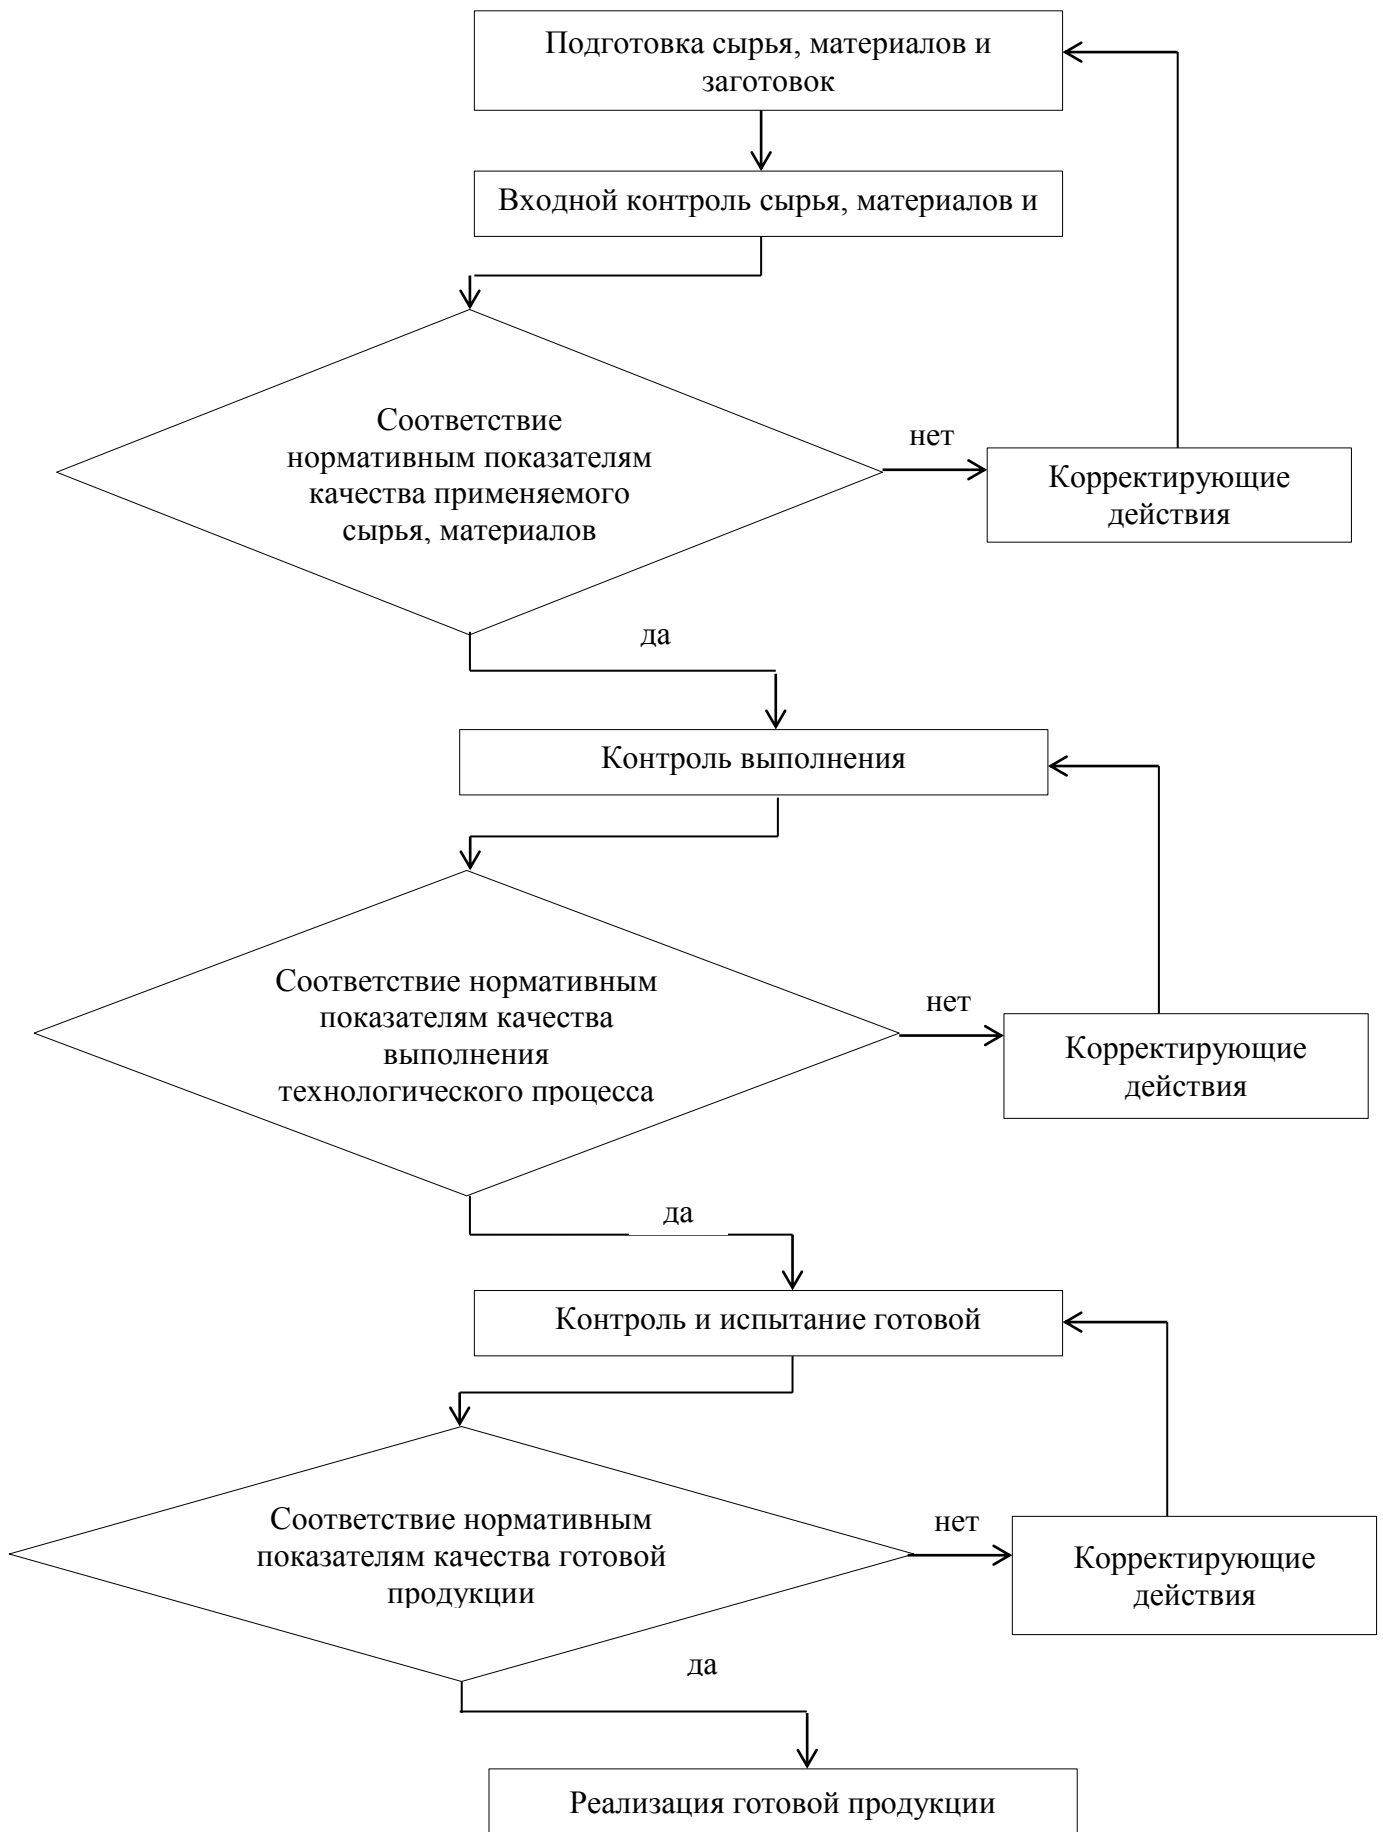 Подготовка сырья, материалов и
заготовок
Входной контроль сырья, материалов и
Соответствие
нормативным показателям
качества применяемого
сырья, материалов
нет
Корректирующие
действия
да
Контроль выполнения
Соответствие нормативным
показателям качества
выполнения
технологического процесса
нет
Корректирующие
действия
да
Контроль и испытание готовой
Соответствие нормативным
показателям качества готовой
продукции
нет
Корректирующие
действия
да
Реализация готовой продукции